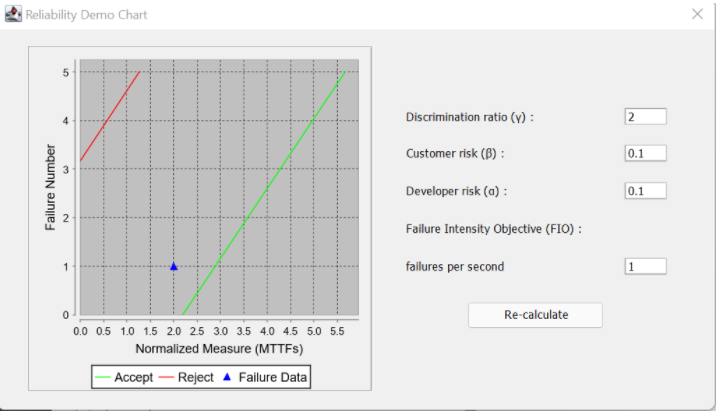 Reliability Demo Chart
5
4
3
2
1
0
Failure Number
0.0 0.5 1.0 1.5 2.0 2.5 3.0 3.5 4.0 4.5 5.0 5.5
Normalized Measure (MTTFs)
Accept Reject Failure Data
Discrimination ratio (γ) : 2
Customer risk (β) : 0.1
Developer risk (α) : 0.1
Failure Intensity Objective (FIO) :
failures per second 1
Re-calculate